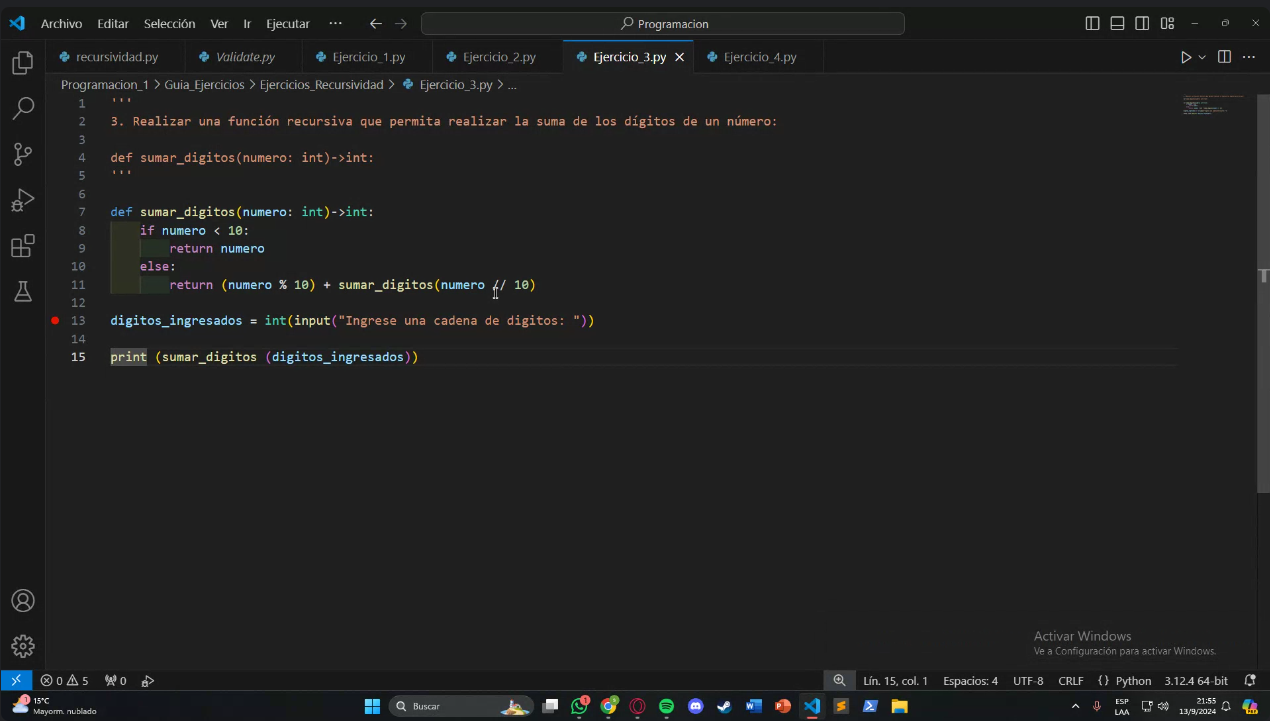 Archivo Editar Selección Ver Ir Ejecutar ··· Programacion
recursividad.py Validate.py Ejercicio_1.py Ejercicio_2.py Ejercicio_3.py Ejercicio_4.py
Programacion_1 > Guia_Ejercicios > Ejercicios_Recursividad > Ejercicio_3.py > ...
1 '''
2 3. Realizar una función recursiva que permita realizar la suma de los dígitos de un número:
3
4 def sumar_digitos(numero: int)->int:
5 '''
6
7 def sumar_digitos(numero: int)->int:
8 if numero < 10:
9 return numero
10 else:
11 return (numero % 10) + sumar_digitos(numero // 10)
12
13 digitos_ingresados = int(input("Ingrese una cadena de digitos: "))
14
15 print (sumar_digitos (digitos_ingresados))
Activar Windows
Ve a Configuración para activar Windows.
0 5 0 Lín. 15, col. 1 Espacios: 4 UTF-8 CRLF {} Python 3.12.4 64-bit
15°C
Mayorm. nublado
Buscar
1
ESP
LAA
21:55
13/9/2024